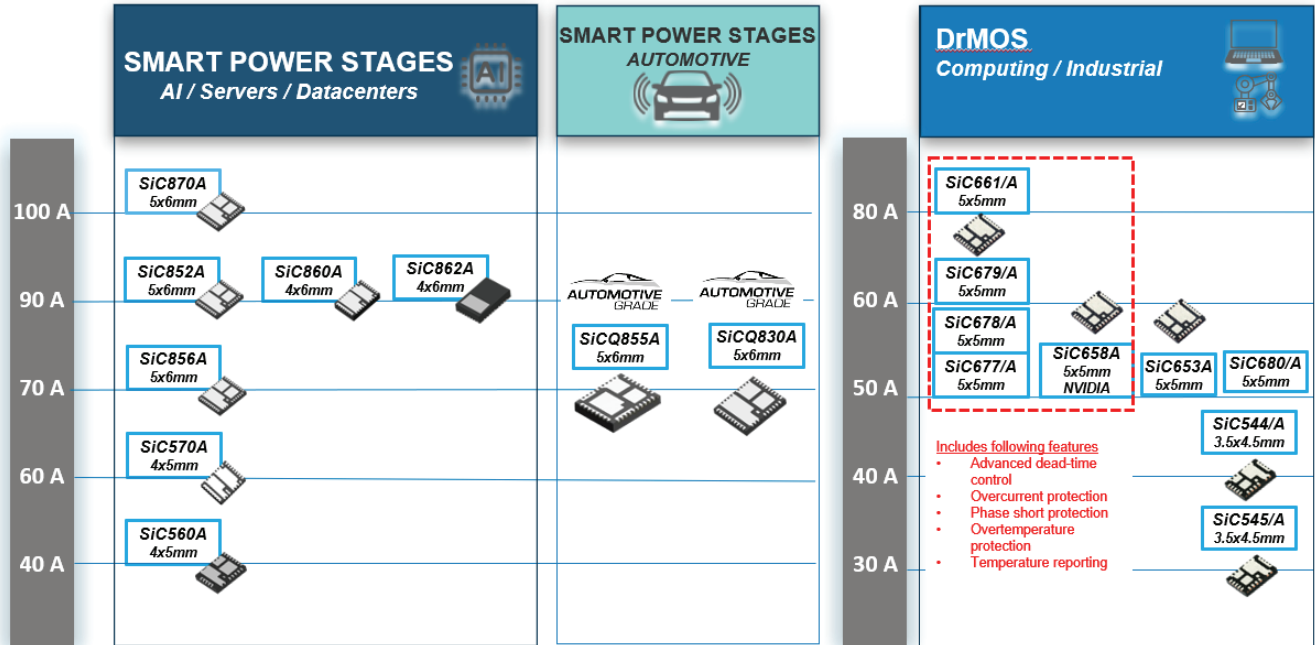 SMART POWER STAGES
AI / Servers / Datacenters
AI
SMART POWER STAGES
AUTOMOTIVE
DrMOS
Computing / Industrial
100 A
90 A
70 A
60 A
40 A
SiC870A
5x6mm
SiC852A
5x6mm
SiC860A
4x6mm
SiC862A
4x6mm
SiC856A
5x6mm
SiC570A
4x5mm
SiC560A
4x5mm
AUTOMOTIVE
GRADE
AUTOMOTIVE
GRADE
SiCQ855A
5x6mm
SiCQ830A
5x6mm
80 A
60 A
50 A
40 A
30 A
SiC661/A
5x5mm
SiC679/A
5x5mm
SiC678/A
5x5mm
SiC677/A
5x5mm
SiC658A
5x5mm
NVIDIA
SiC653A
5x5mm
SiC680/A
5x5mm
SiC544/A
3.5x4.5mm
SiC545/A
3.5x4.5mm
Includes following features
• Advanced dead-time
control
• Overcurrent protection
• Phase short protection
• Overtemperature
protection
• Temperature reporting